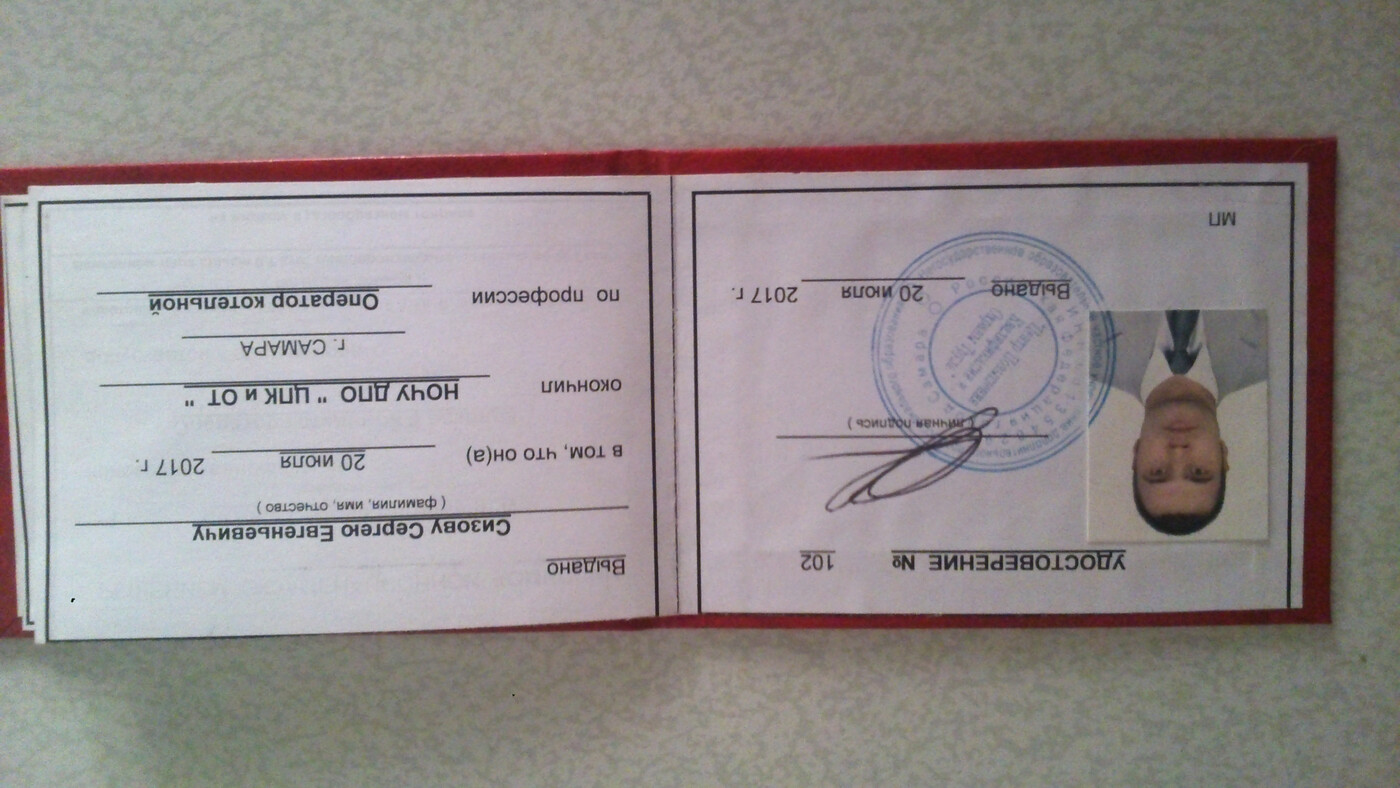 УДОСТОВЕРЕНИЕ № 102
( личная подпись )
Выдано 20 июля 2017 г.
МП
Выдано
Сизову Сергею Евгеньевичу
( фамилия, имя, отчество )
в том, что он(а) 20 июля 2017 г.
окончил НОЧУ ДПО " ЦПК и ОТ "
г. САМАРА
по профессии Оператор котельной